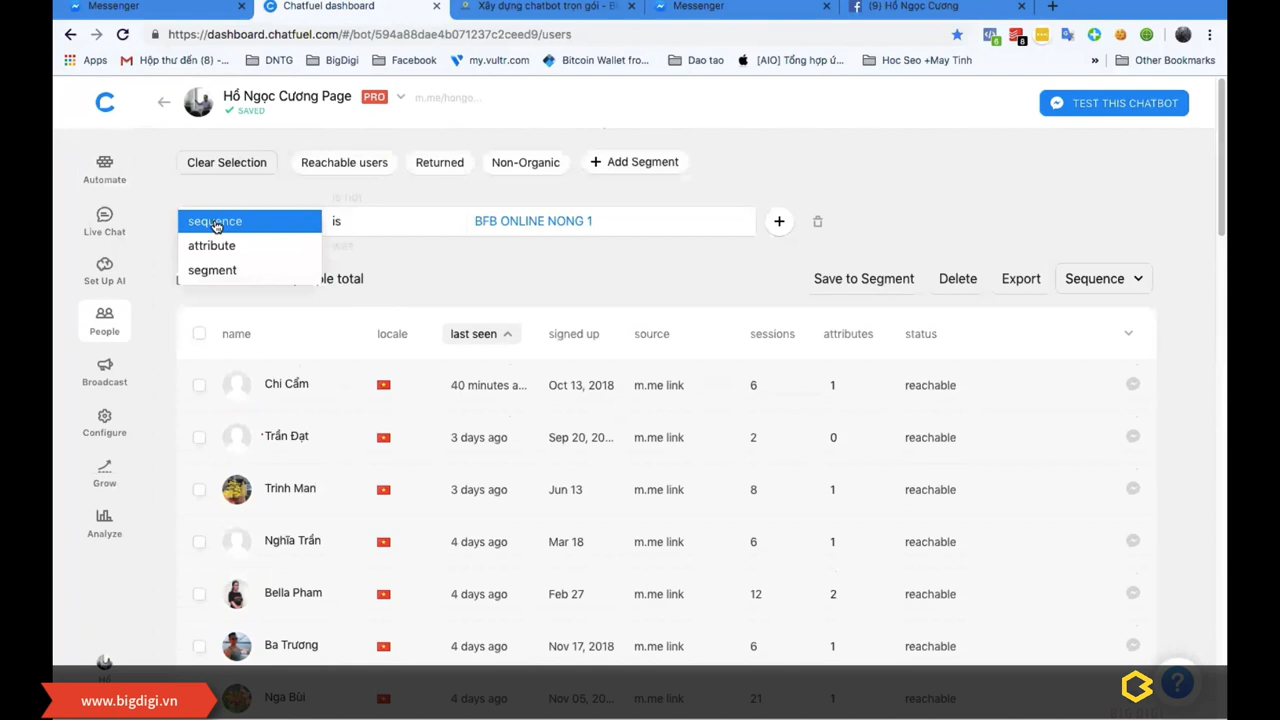 Messenger
Chatfuel dashboard
Xây dựng chatbot trọn gói - B
Messenger
(9) Hồ Ngọc Cương
https://dashboard.chatfuel.com/#/bot/594a88dae4b071237c2ceed9/users
6
8
Apps
Hộp thư đến (8) -...
DNTG
BigDigi
Facebook
my.vultr.com
Bitcoin Wallet fro...
Dao tao
[AIO] Tổng hợp ứ...
Hoc Seo +May Tinh
»
Other Bookmarks
Hồ Ngọc Cương Page
PRO
m.me/hongo...
SAVED
TEST THIS CHATBOT
Automate
Live Chat
Set Up AI
People
Broadcast
Configure
Grow
Analyze
Clear Selection
Reachable users
Returned
Non-Organic
+ Add Segment
sequence
is
BFB ONLINE NONG 1
attribute
segment
total
Save to Segment
Delete
Export
Sequence
name
locale
last seen
signed up
source
sessions
attributes
status
Chi Cẩm
40 minutes a...
Oct 13, 2018
m.me link
6
1
reachable
Trần Đạt
3 days ago
Sep 20, 20...
m.me link
2
0
reachable
Trinh Man
3 days ago
Jun 13
m.me link
8
1
reachable
Nghĩa Trần
4 days ago
Mar 18
m.me link
6
1
reachable
Bella Pham
4 days ago
Feb 27
m.me link
12
2
reachable
Ba Trương
4 days ago
Nov 17, 2018
m.me link
6
1
reachable
Nga Bùi
4 days ago
Nov 05, 20...
m.me link
21
1
reachable
www.bigdigi.vn
BIG DIGI
?